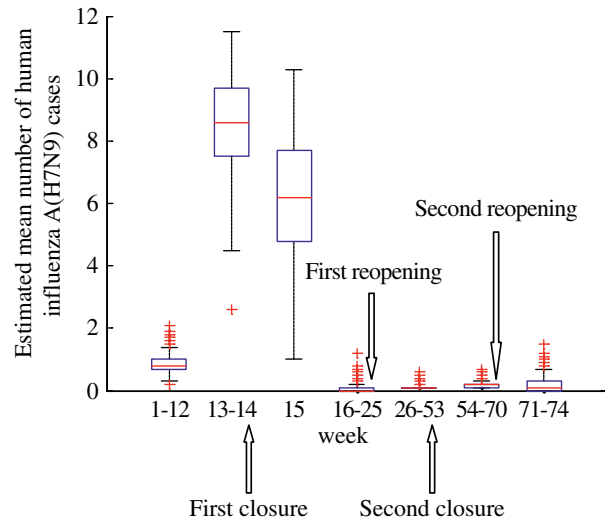 Estimated mean number of human
influenza A(H7N9) cases
12
10
8
6
4
2
0
Second reopening
First reopening
1-12 13-14 15 16-25 26-53 54-70 71-74
week
First closure Second closure